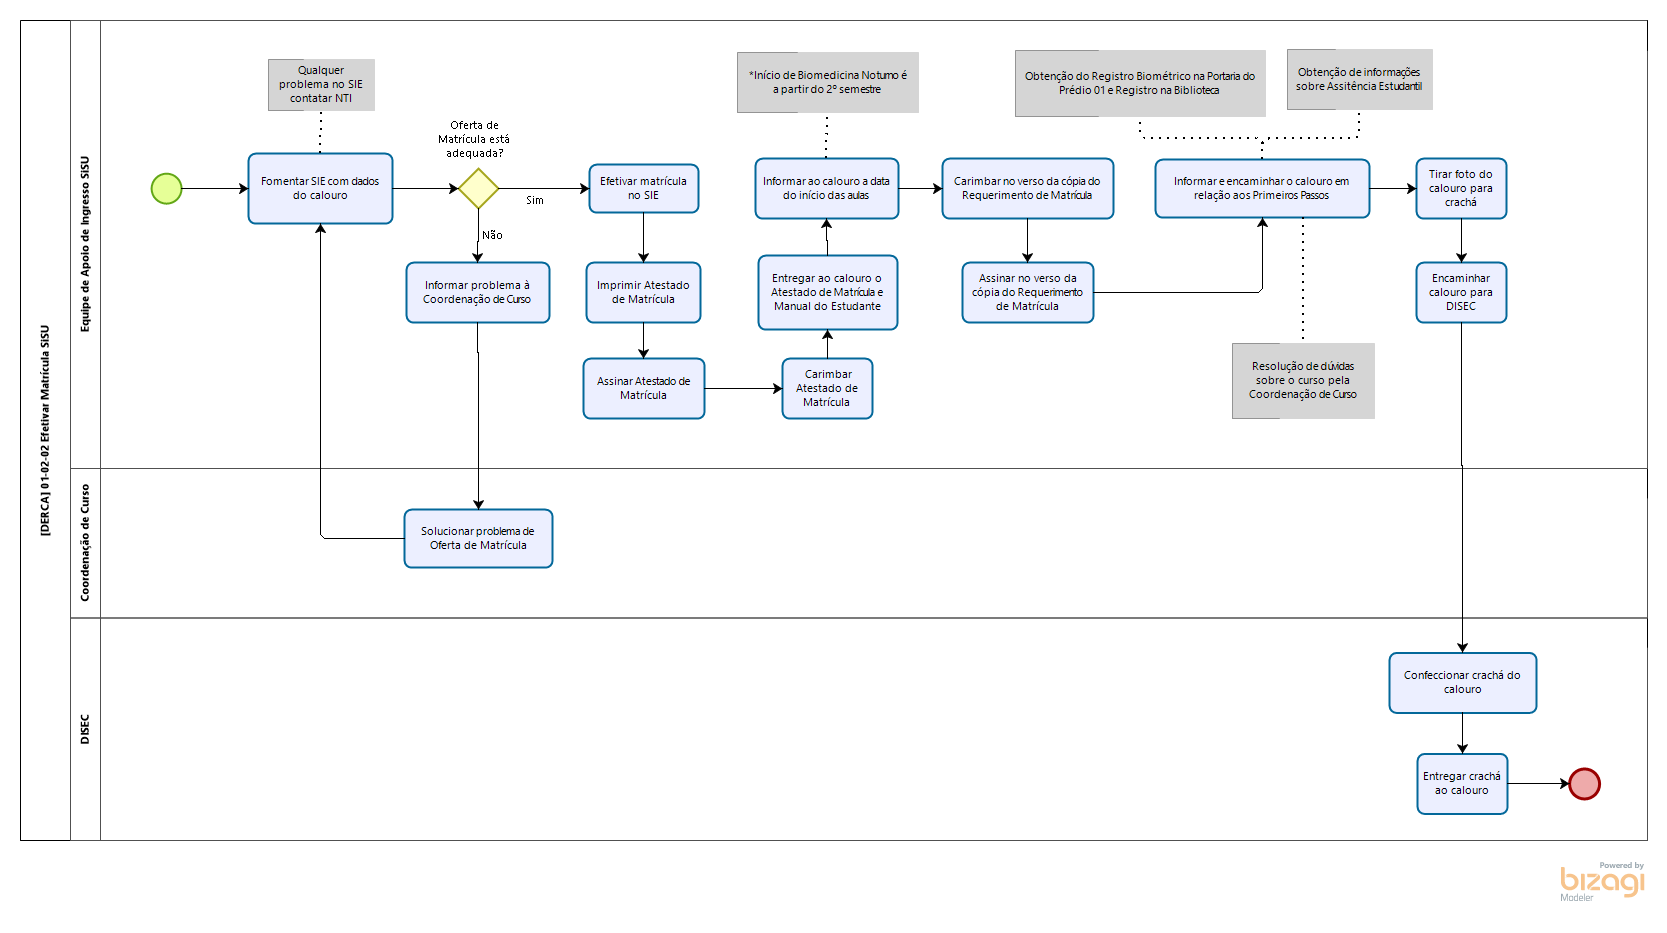 [DERCA] 01-02-02 Efetivar Matrícula SiSU
Equipe de Apoio de Ingresso SiSU
Qualquer
problema no SIE
contatar NTI
Fomentar SIE com dados
do calouro
Oferta de
Matrícula está
adequada?
Sim
Não
Informar problema à
Coordenação de Curso
Efetivar matrícula
no SIE
Imprimir Atestado
de Matrícula
Assinar Atestado de
Matrícula
Carimbar
Atestado de
Matrícula
Entregar ao calouro o
Atestado de Matrícula e
Manual do Estudante
Informar ao calouro a data
do início das aulas
*Início de Biomedicina Noturno é
a partir do 2º semestre
Carimbar no verso da cópia do
Requerimento de Matrícula
Assinar no verso da
cópia do Requerimento
de Matrícula
Obtenção do Registro Biométrico na Portaria do
Prédio 01 e Registro na Biblioteca
Obtenção de informações
sobre Assitência Estudantil
Informar e encaminhar o calouro em
relação aos Primeiros Passos
Resolução de dúvidas
sobre o curso pela
Coordenação de Curso
Tirar foto do
calouro para
crachá
Encaminhar
calouro para
DISEC
Coordenação de Curso
Solucionar problema de
Oferta de Matrícula
DISEC
Confeccionar crachá do
calouro
Entregar crachá
ao calouro
Powered by
bizagi
Modeler